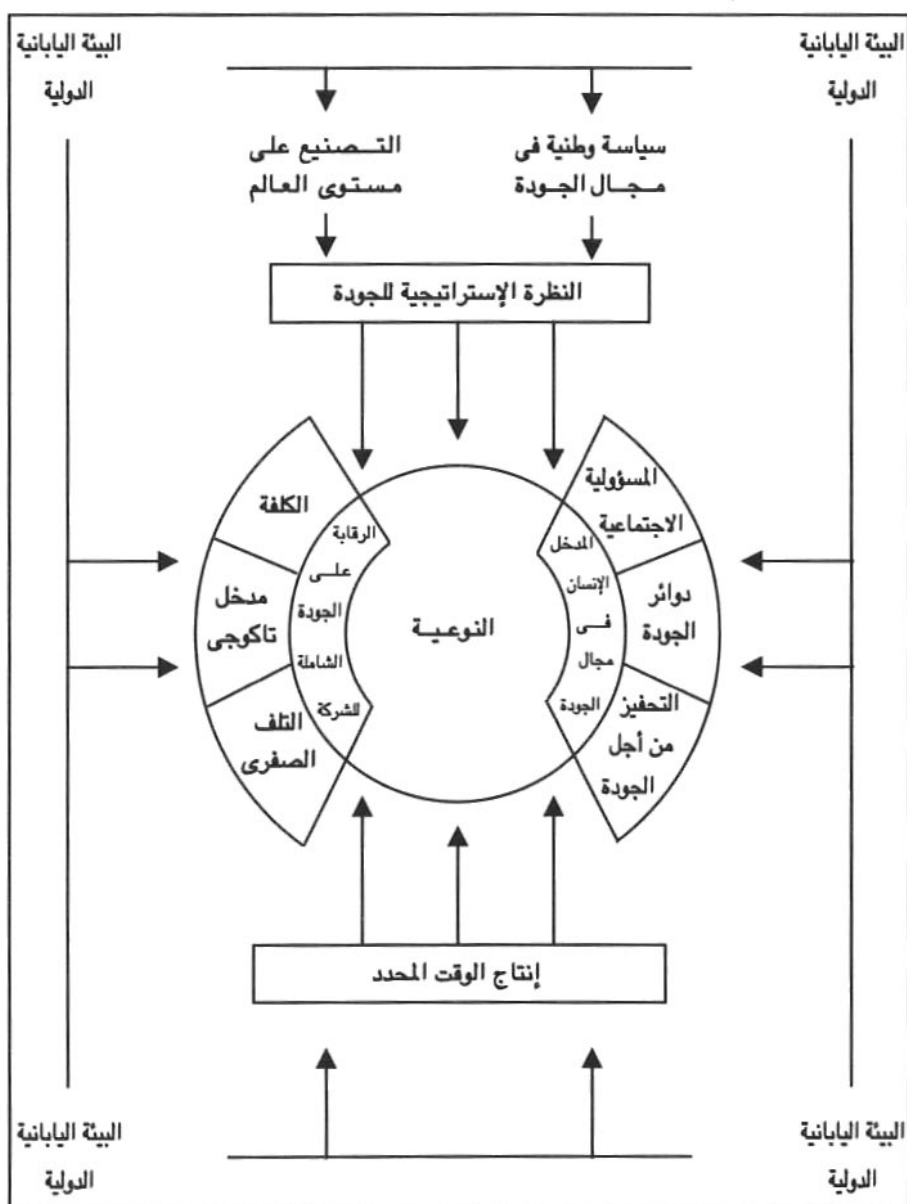 البيئة اليابانية
الدولية
البيئة اليابانية
الدولية
سياسة وطنية فى
مجال الجودة
التصنيع على
مستوى العالم
النظرة الإستراتيجية للجودة
المسؤولية
الاجتماعية
دوائر
الجودة
التحفيز
من أجل
الجودة
المدخل
الإنسان
فى
مجال
الجودة
النوعية
الرقابة
على
الجودة
الشاملة
للشركة
الكلفة
مدخل
تاكوجى
التلف
الصفرى
إنتاج الوقت المحدد
البيئة اليابانية
الدولية
البيئة اليابانية
الدولية